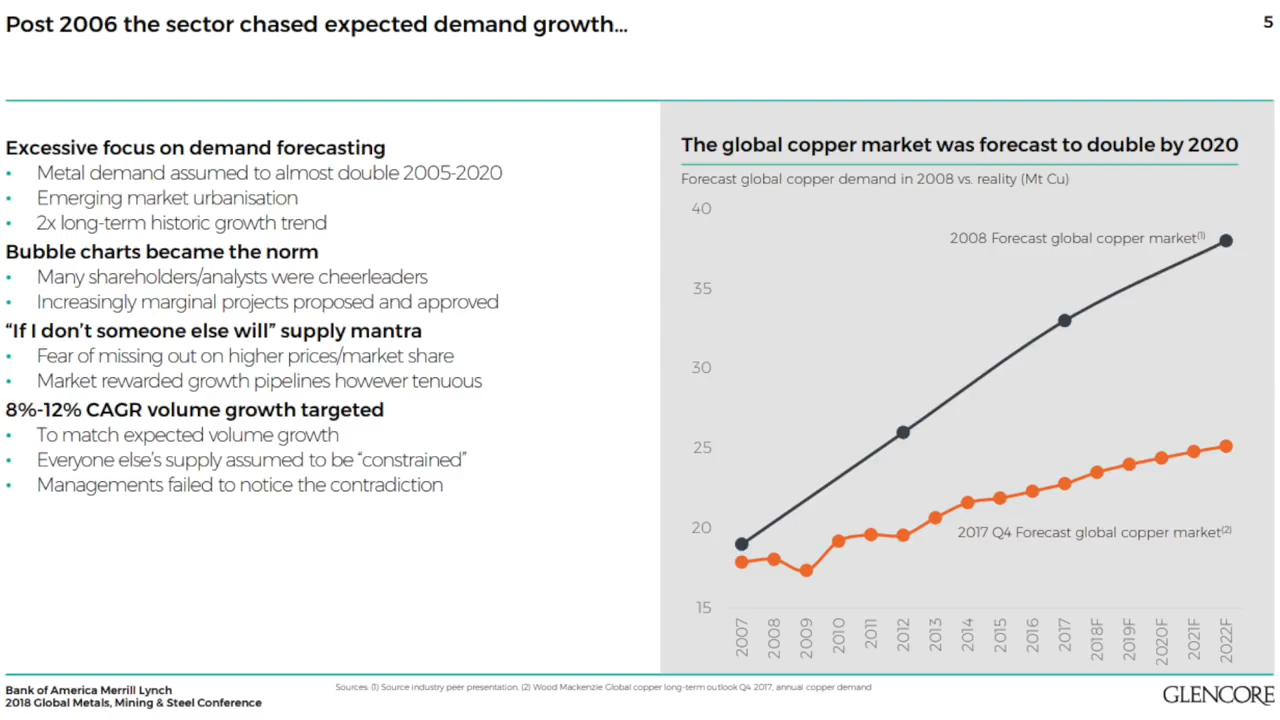 Post 2006 the sector chased expected demand growth...
5
Excessive focus on demand forecasting
• Metal demand assumed to almost double 2005-2020
• Emerging market urbanisation
• 2x long-term historic growth trend
Bubble charts became the norm
• Many shareholders/analysts were cheerleaders
• Increasingly marginal projects proposed and approved
“If I don’t someone else will” supply mantra
• Fear of missing out on higher prices/market share
• Market rewarded growth pipelines however tenuous
8%-12% CAGR volume growth targeted
• To match expected volume growth
• Everyone else’s supply assumed to be “constrained”
• Managements failed to notice the contradiction
The global copper market was forecast to double by 2020
Forecast global copper demand in 2008 vs. reality (Mt Cu)
40
35
30
25
20
15
2008 Forecast global copper market(1)
2017 Q4 Forecast global copper market(2)
2007
2008
2009
2010
2011
2012
2013
2014
2015
2016
2017
2018F
2019F
2020F
2021F
2022F
Bank of America Merrill Lynch
2018 Global Metals, Mining & Steel Conference
Sources: (1) Source industry peer presentation. (2) Wood Mackenzie Global copper long-term outlook Q4 2017, annual copper demand
GLENCORE